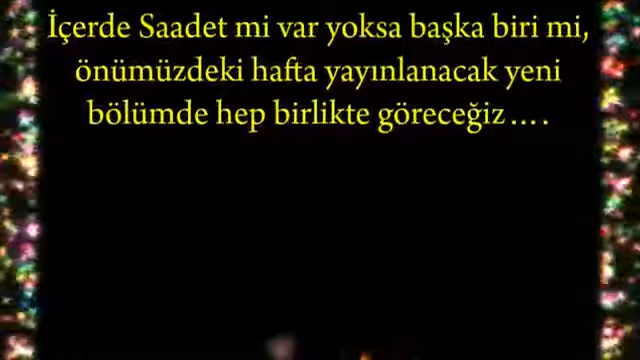 İçerde Saadet mi var yoksa başka biri mi,
önümüzdeki hafta yayınlanacak yeni
bölümde hep birlikte göreceğiz….